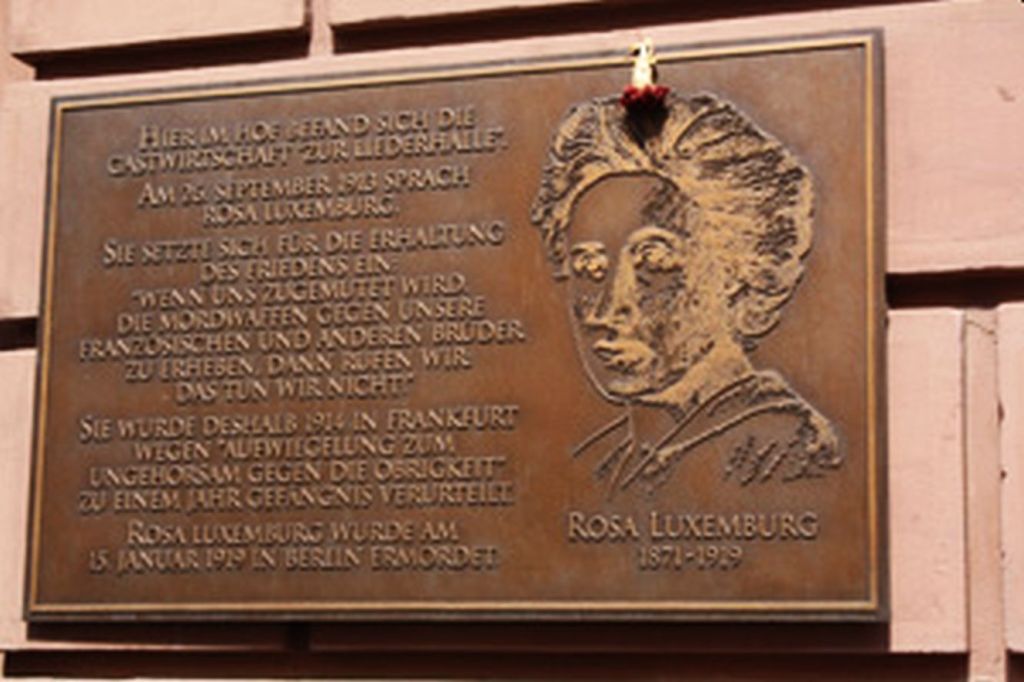 HIER IM HOF BEFAND SICH DIE
GASTWIRTSCHAFT "ZUR LIEDERHALLE".
AM 26. SEPTEMBER 1913 SPRACH
ROSA LUXEMBURG.
SIE SETZTE SICH FÜR DIE ERHALTUNG
DES FRIEDENS EIN.
"WENN UNS ZUGEMUTET WIRD,
DIE MORDWAFFEN GEGEN UNSERE
FRANZÖSISCHEN UND ANDEREN BRÜDER
ZU ERHEBEN, DANN RUFEN WIR
DAS TUN WIR NICHT!"
SIE WURDE DESHALB 1914 IN FRANKFURT
WEGEN "AUFWIEGELUNG ZUM
UNGEHORSAM GEGEN DIE OBRIGKEIT"
ZU EINEM JAHR GEFÄNGNIS VERURTEILT.
ROSA LUXEMBURG WURDE AM
15. JANUAR 1919 IN BERLIN ERMORDET.
ROSA LUXEMBURG
1871-1919